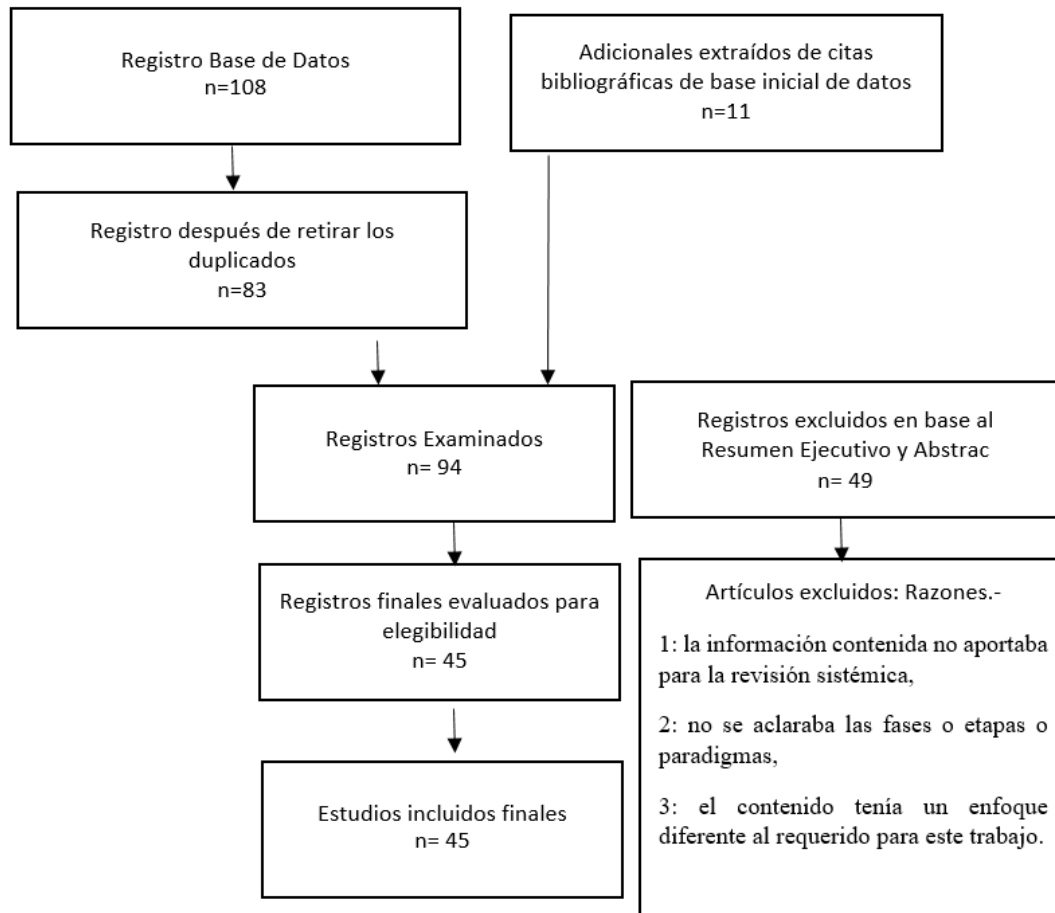 Registro Base de Datos
n=108
Adicionales extraídos de citas
bibliográficas de base inicial de datos
n=11
Registro después de retirar los
duplicados
n=83
Registros Examinados
n= 94
Registros excluidos en base al
Resumen Ejecutivo y Abstrac
n= 49
Registros finales evaluados para
elegibilidad
n= 45
Artículos excluidos: Razones.-
1: la información contenida no aportaba
para la revisión sistémica,
2: no se aclaraba las fases o etapas o
paradigmas,
3: el contenido tenía un enfoque
diferente al requerido para este trabajo.
Estudios incluidos finales
n= 45